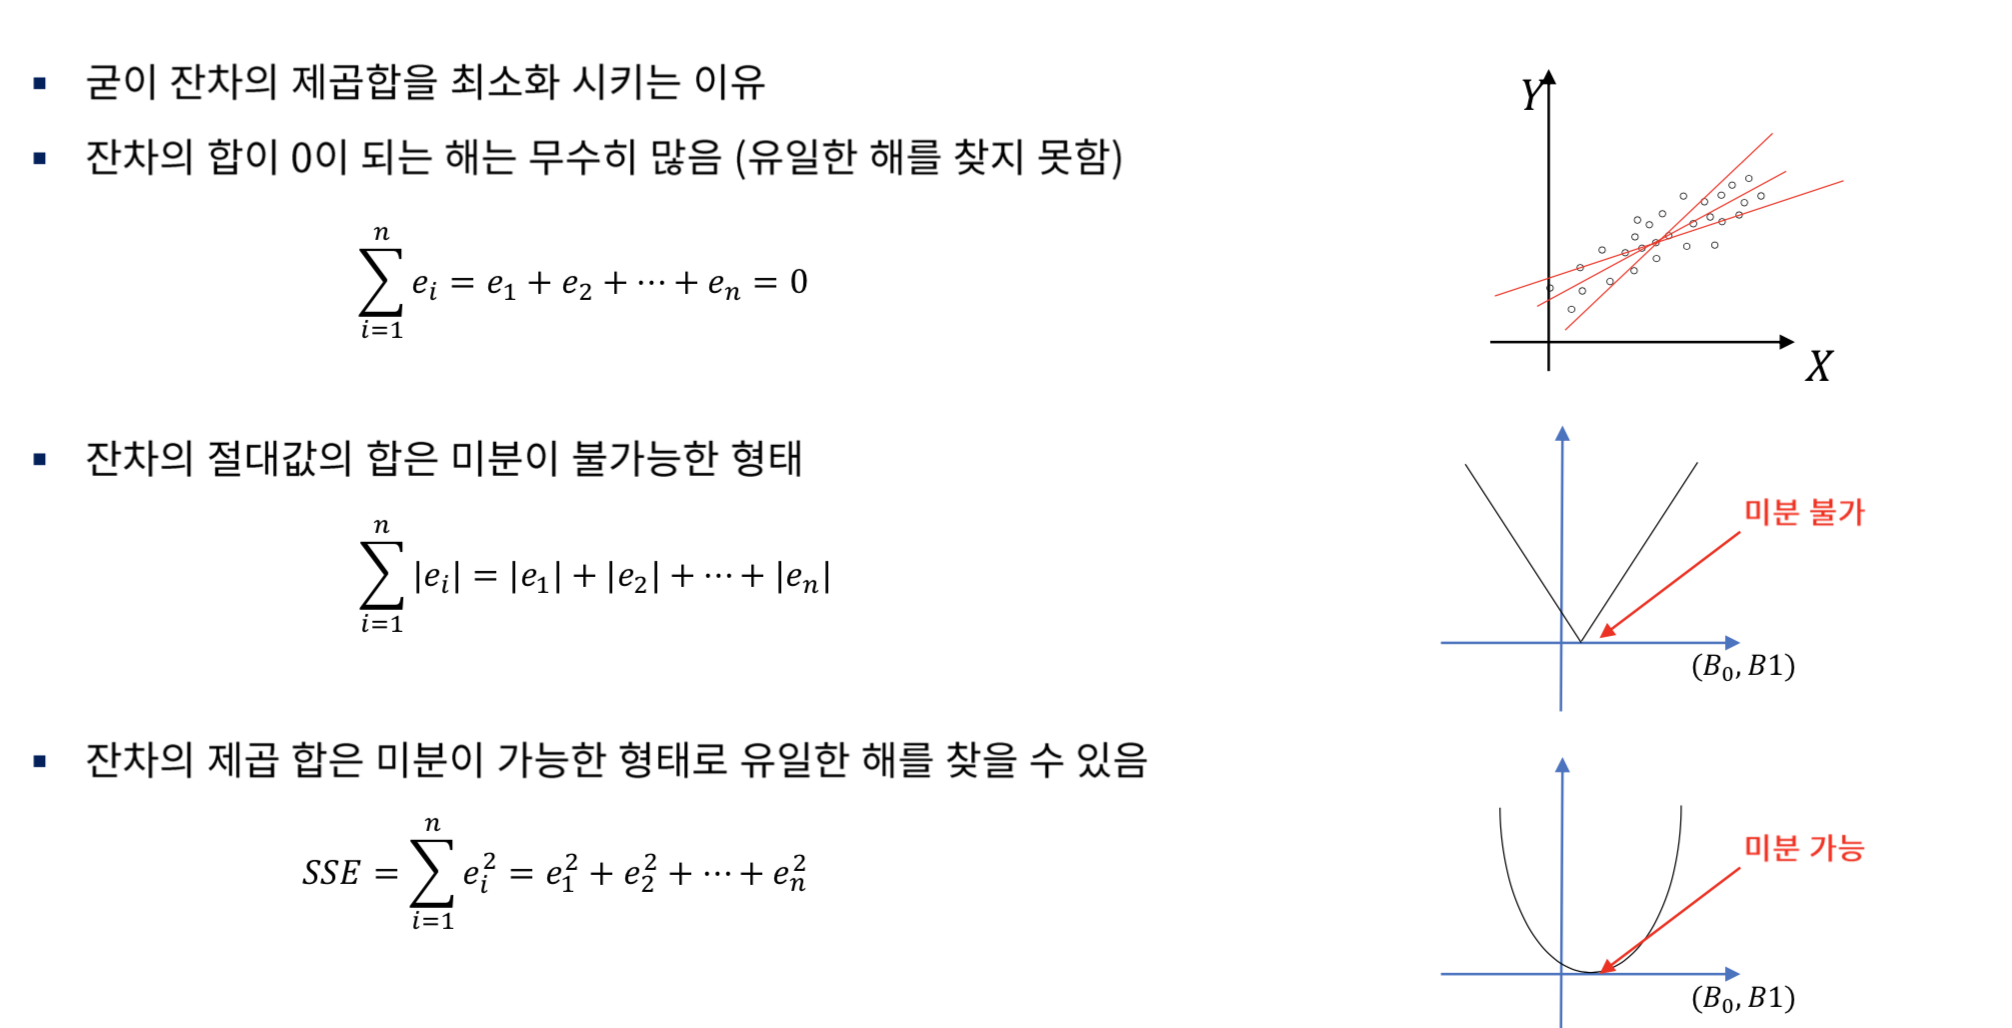 ▪ 굳이 잔차의 제곱합을 최소화 시키는 이유
▪ 잔차의 합이 0이 되는 해는 무수히 많음 (유일한 해를 찾지 못함)
Y
X
∑_{i=1}^{n} e_i = e_1 + e_2 + ⋯ + e_n = 0
▪ 잔차의 절대값의 합은 미분이 불가능한 형태
∑_{i=1}^{n} |e_i| = |e_1| + |e_2| + ⋯ + |e_n|
미분 불가
(B_0, B1)
▪ 잔차의 제곱 합은 미분이 가능한 형태로 유일한 해를 찾을 수 있음
SSE = ∑_{i=1}^{n} e_i^2 = e_1^2 + e_2^2 + ⋯ + e_n^2
미분 가능
(B_0, B1)